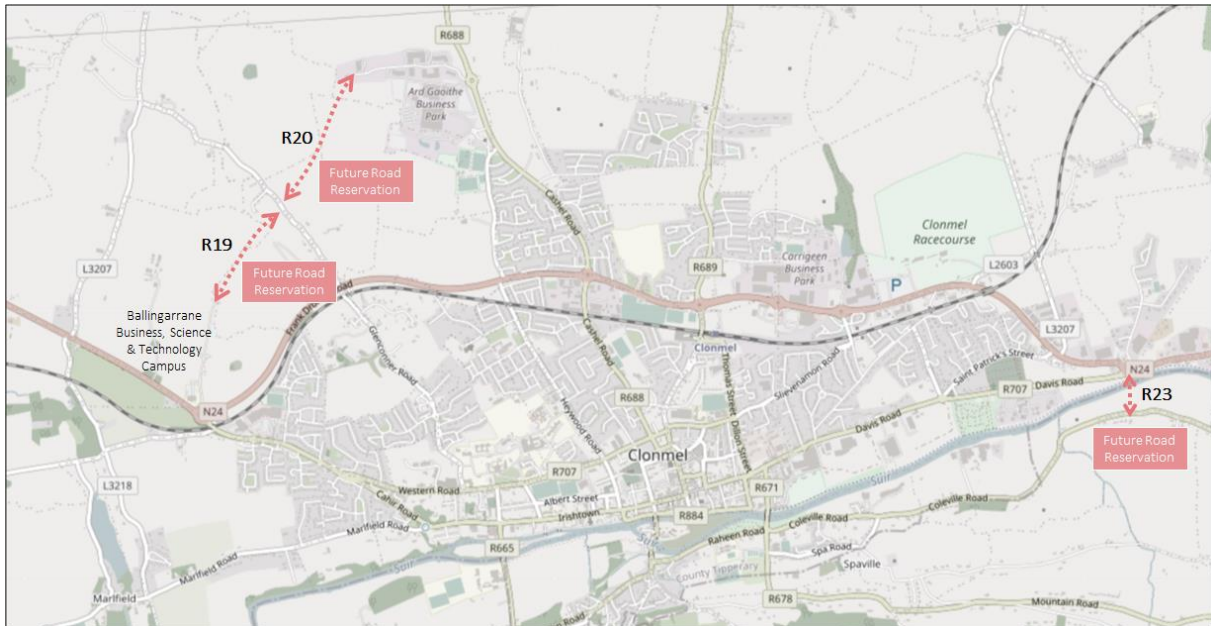 R688
Ard Gaoithe
Business
Park
R20
Future Road
Reservation
R19
Future Road
Reservation
L3207
Ballingarrane
Business, Science
& Technology
Campus
N24
Glenconner Road
Cashel Road
R689
Carrigeen
Business
Park
P
Clonmel
Racecourse
L2603
L3207
Clonmel
Cashel Road
R688
Heywood Road
Thomas Street
Dillon Street
Slievenamon Road
Saint Patrick's Street
R707
Davis Road
Davis Road
N24
R23
Future Road
Reservation
Clonmel
R707
Western Road
Cahir Road
Albert Street
Irishtown
R671
R884
Suir
Coleville Road
Coleville Road
Raheen Road
L3218
Marlfield Road
Marlfield Road
Marlfield
R665
Suir
Suir
Spa Road
Spaville
County Tipperary
R678
Mountain Road